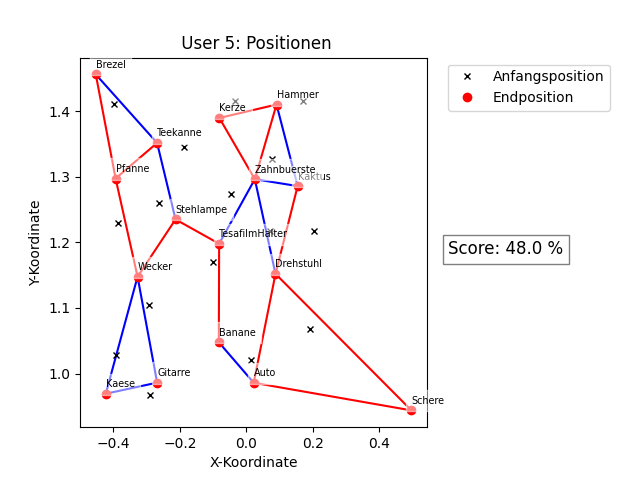 User 5: Positionen
Anfangsposition
Endposition
Score: 48.0 %
Y-Koordinate
1.4
1.3
1.2
1.1
1.0
Brezel
Hammer
Kerze
Teekanne
Pfanne
Zahnbuerste
Kaktus
Stehlampe
TesafilmHalter
Wecker
Drehstuhl
Banane
Kaese
Gitarre
Auto
Schere
−0.4
−0.2
0.0
0.2
0.4
X-Koordinate